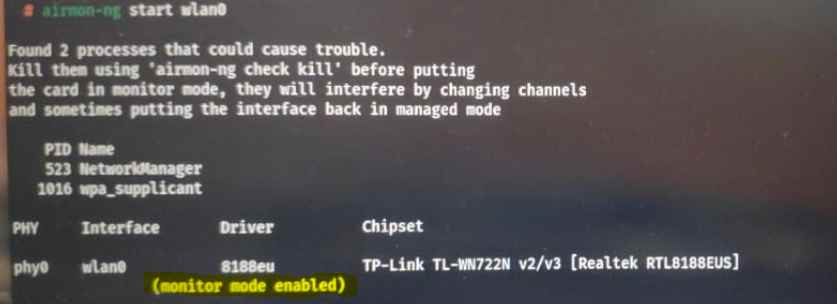 # airmon-ng start wlan0
Found 2 processes that could cause trouble.
Kill them using 'airmon-ng check kill' before putting
the card in monitor mode, they will interfere by changing channels
and sometimes putting the interface back in managed mode
PID Name
523 NetworkManager
1016 wpa_supplicant
PHY Interface Driver Chipset
phy0 wlan0 8188eu TP-Link TL-WN722N v2/v3 [Realtek RTL8188EUS]
(monitor mode enabled)